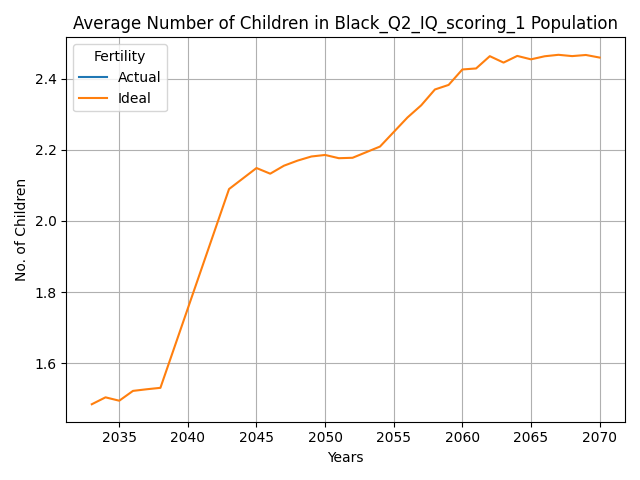 Average Number of Children in Black_Q2_IQ_scoring_1 Population
Fertility
Actual
Ideal
No. of Children
2.4
2.2
2.0
1.8
1.6
2035 2040 2045 2050 2055 2060 2065 2070
Years